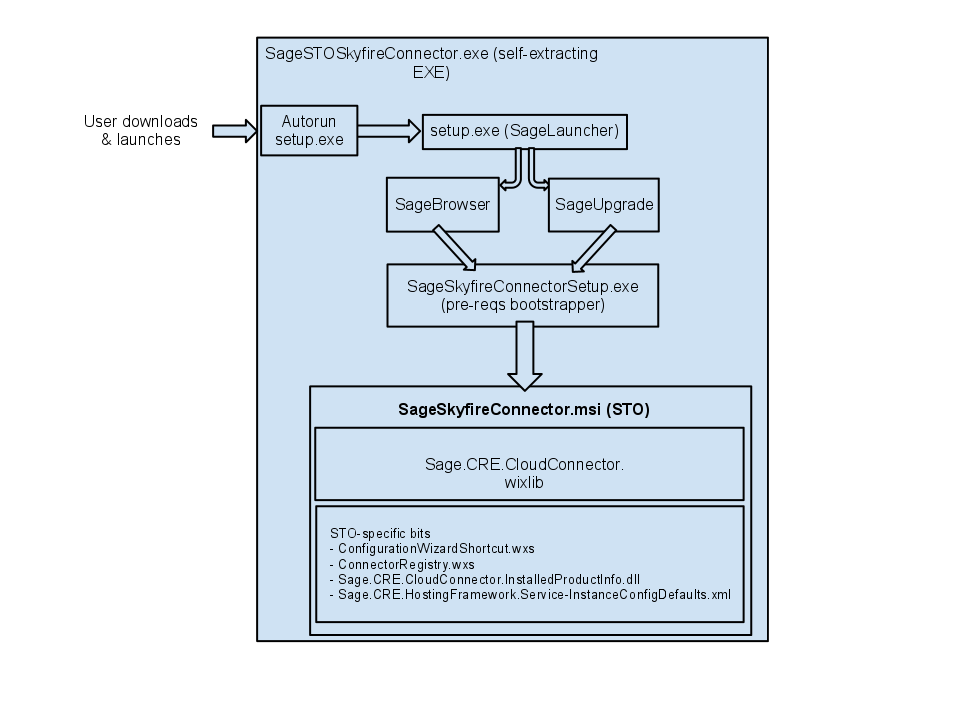 SageSTOSkyfireConnector.exe (self-extracting
EXE)
User downloads
& launches
Autorun
setup.exe
setup.exe (SageLauncher)
SageBrowser
SageUpgrade
SageSkyfireConnectorSetup.exe
(pre-reqs bootstrapper)
SageSkyfireConnector.msi (STO)
Sage.CRE.CloudConnector.
wixlib
STO-specific bits
- ConfigurationWizardShortcut.wxs
- ConnectorRegistry.wxs
- Sage.CRE.CloudConnector.InstalledProductInfo.dll
- Sage.CRE.HostingFramework.Service-InstanceConfigDefaults.xml